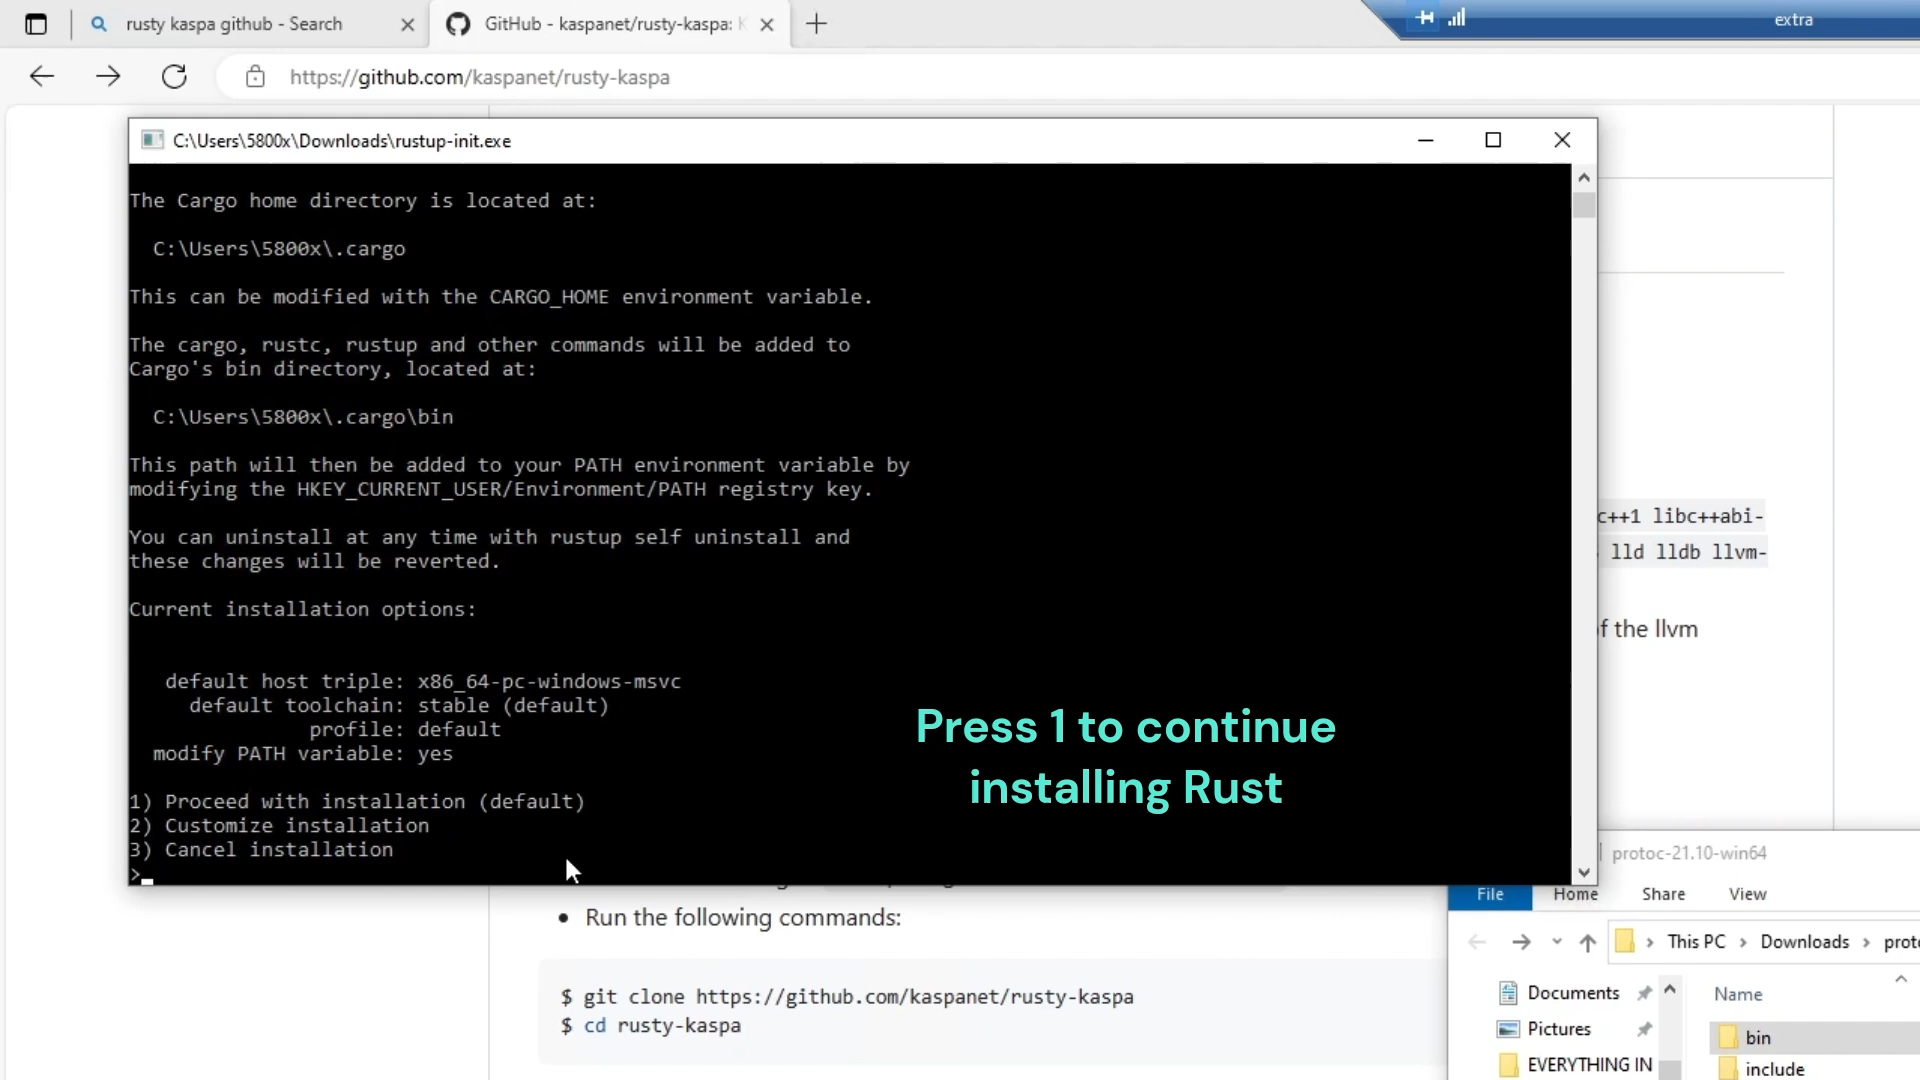 rusty kaspa github - Search
GitHub - kaspanet/rusty-kaspa:
extra
https://github.com/kaspanet/rusty-kaspa
C:\Users\5800x\Downloads\rustup-init.exe
The Cargo home directory is located at:
C:\Users\5800x\.cargo
This can be modified with the CARGO_HOME environment variable.
The cargo, rustc, rustup and other commands will be added to
Cargo's bin directory, located at:
C:\Users\5800x\.cargo\bin
This path will then be added to your PATH environment variable by
modifying the HKEY_CURRENT_USER/Environment/PATH registry key.
You can uninstall at any time with rustup self uninstall and
these changes will be reverted.
Current installation options:
default host triple: x86_64-pc-windows-msvc
default toolchain: stable (default)
profile: default
modify PATH variable: yes
1) Proceed with installation (default)
2) Customize installation
3) Cancel installation
>
Press 1 to continue
installing Rust
c++1 libc++abi-
lld lldb llvm-
of the llvm
Run the following commands:
$ git clone https://github.com/kaspanet/rusty-kaspa
$ cd rusty-kaspa
protoc-21.10-win64
File Home Share View
This PC > Downloads > proto
Documents
Pictures
EVERYTHING IN
Name
bin
include